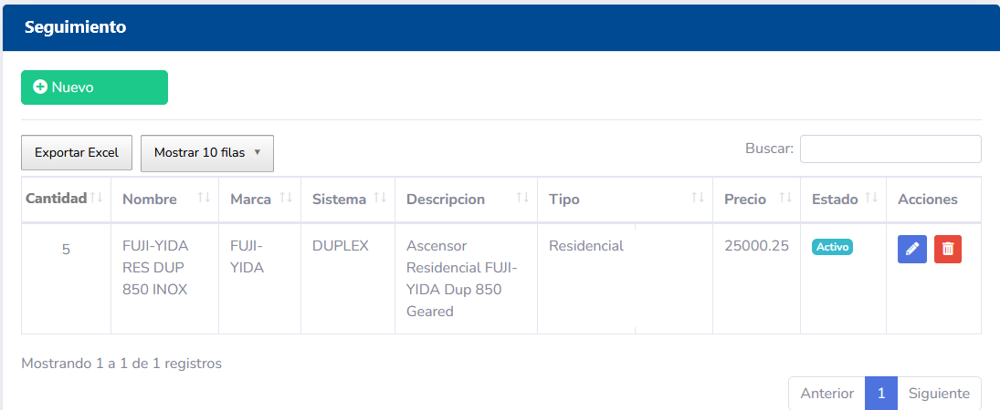 Seguimiento
Nuevo
Exportar Excel Mostrar 10 filas Buscar:
Cantidad Nombre Marca Sistema Descripcion Tipo Precio Estado Acciones
5 FUJI-YIDA FUJI- DUPLEX Ascensor Residencial 25000.25 Activo
RES DUP YIDA Residencial FUJI-
850 INOX YIDA Dup 850
Geared
Mostrando 1 a 1 de 1 registros
Anterior 1 Siguiente